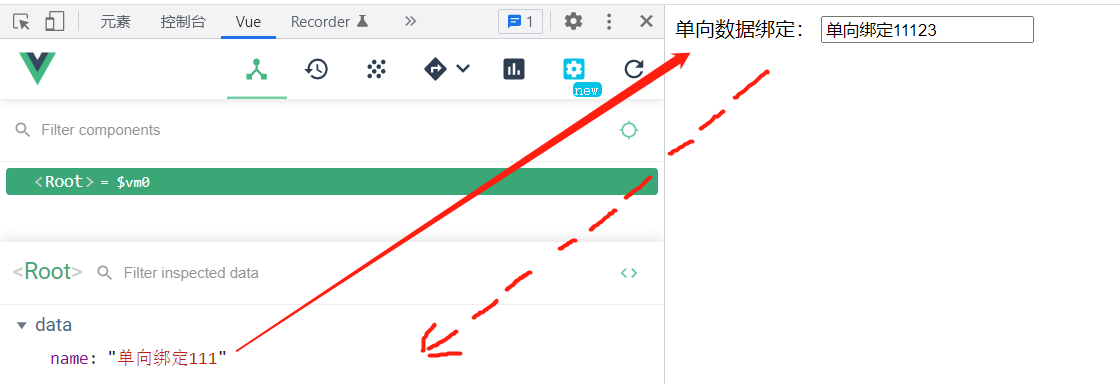 元素 控制台 Vue Recorder 1
单向数据绑定： 单向绑定11123
new
Filter components
<Root> = $vm0
<Root> Filter inspected data
data
name: "单向绑定111"